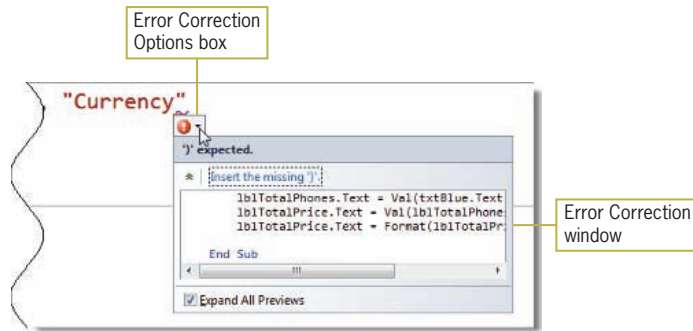 Error Correction
Options box
"Currency"
')' expected.
Insert the missing ')'.
lblTotalPhones.Text = Val(txtBlue.Text
lblTotalPrice.Text = Val(lblTotalPhone
lblTotalPrice.Text = Format(lblTotalPr
End Sub
Expand All Previews
Error Correction
window